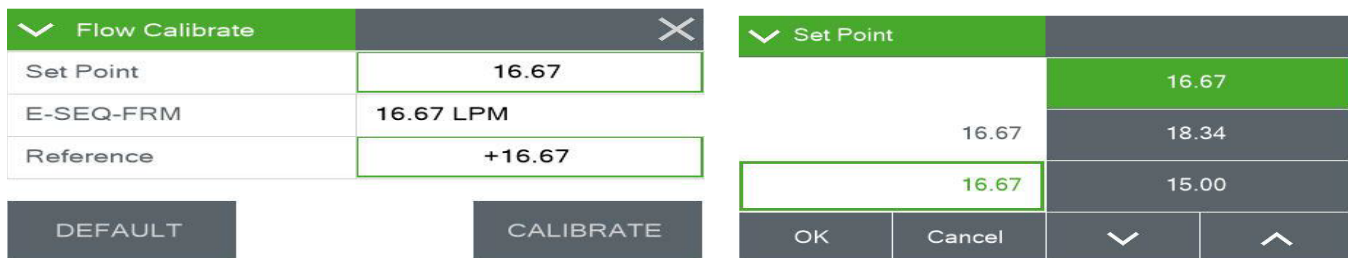 Flow Calibrate
Set Point 16.67
E-SEQ-FRM 16.67 LPM
Reference +16.67
DEFAULT CALIBRATE
Set Point
16.67
16.67 18.34
16.67 15.00
OK Cancel